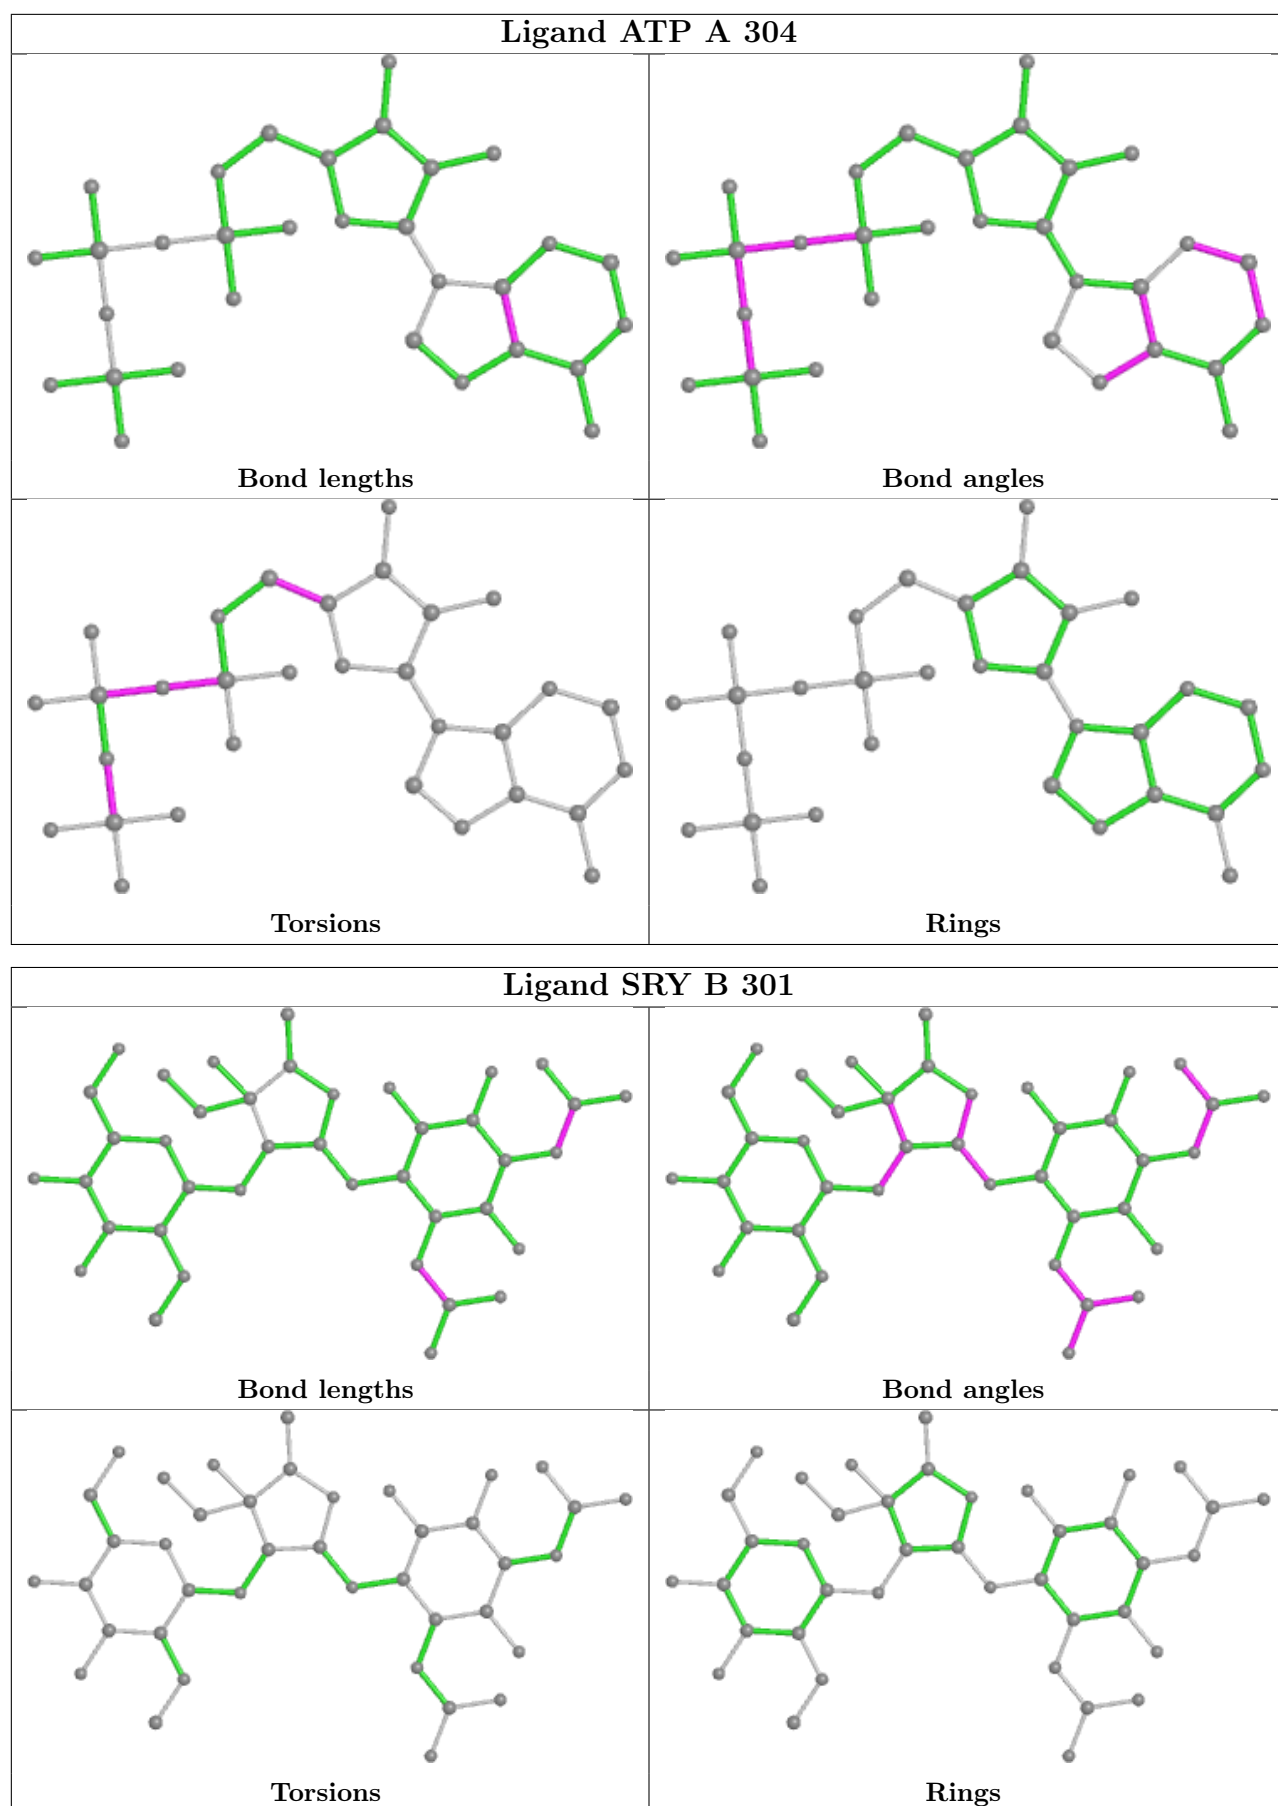 Ligand ATP A 304
Bond lengths
Bond angles
Torsions
Rings
Ligand SRY B 301
Bond lengths
Bond angles
Torsions
Rings